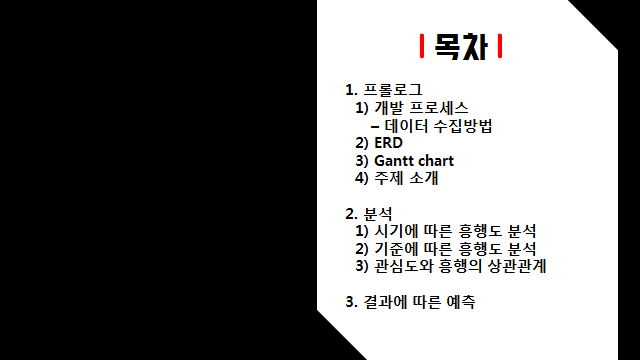 | 목차 |
1. 프롤로그
1) 개발 프로세스
– 데이터 수집방법
2) ERD
3) Gantt chart
4) 주제 소개
2. 분석
1) 시기에 따른 흥행도 분석
2) 기준에 따른 흥행도 분석
3) 관심도와 흥행의 상관관계
3. 결과에 따른 예측